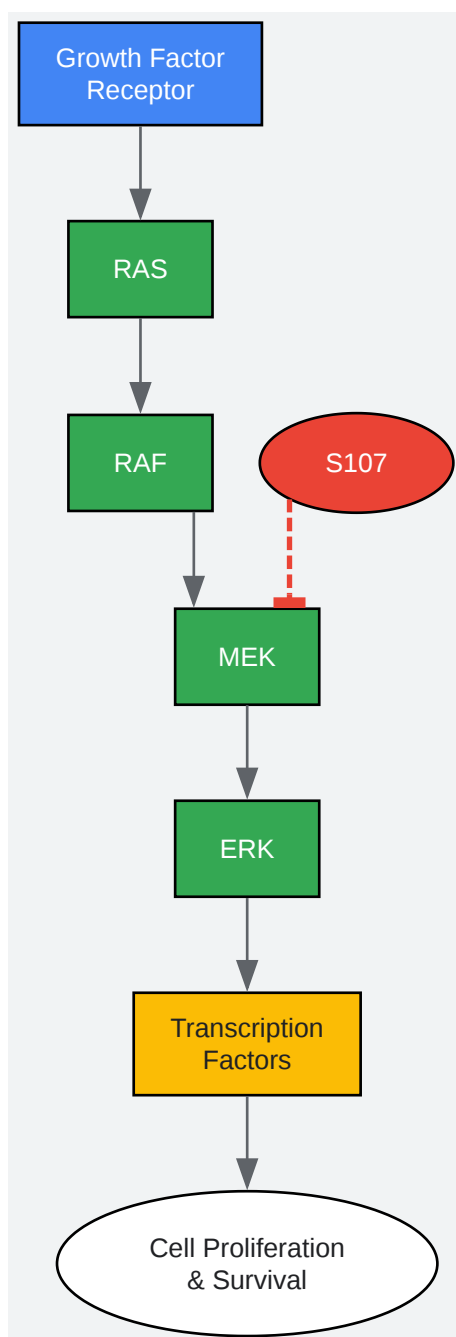 Growth Factor
Receptor
RAS
RAF
S107
MEK
ERK
Transcription
Factors
Cell Proliferation
& Survival